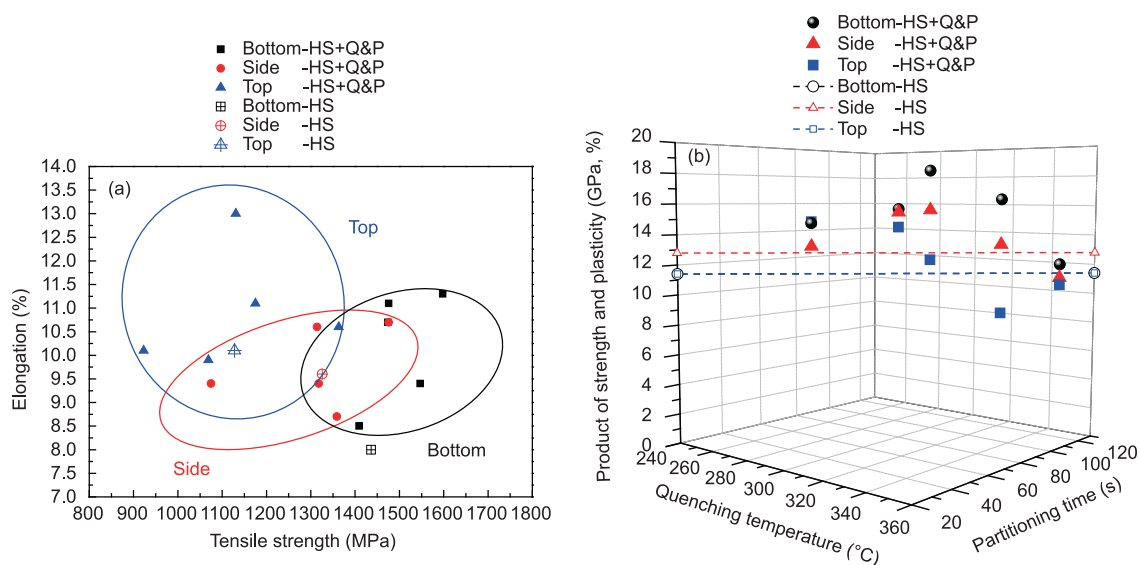 Bottom-HS+Q&P
Side -HS+Q&P
Top -HS+Q&P
Bottom-HS
Side -HS
Top -HS
(a)
Top
Side
Bottom
14.0
13.5
13.0
12.5
12.0
11.5
11.0
10.5
10.0
9.5
9.0
8.5
8.0
7.5
7.0
Elongation (%)
800 900 1000 1100 1200 1300 1400 1500 1600 1700 1800
Tensile strength (MPa)
Bottom-HS+Q&P
Side -HS+Q&P
Top -HS+Q&P
Bottom-HS
Side -HS
Top -HS
(b)
20
18
16
14
12
10
8
6
4
2
0
Product of strength and plasticity (GPa, %)
240 260 280 300 320 340 360
Quenching temperature (°C)
20 40 60 80 100 120
Partitioning time (s)